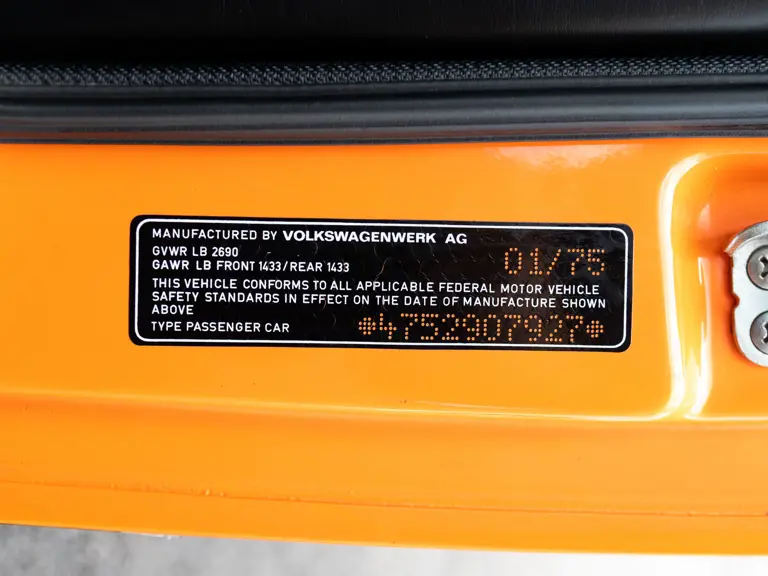 MANUFACTURED BY VOLKSWAGENWERK AG
GVWR LB 2690
01/75
GAWR LB FRONT 1433/REAR 1433
THIS VEHICLE CONFORMS TO ALL APPLICABLE FEDERAL MOTOR VEHICLE
SAFETY STANDARDS IN EFFECT ON THE DATE OF MANUFACTURE SHOWN
ABOVE
TYPE PASSENGER CAR *4752907927*